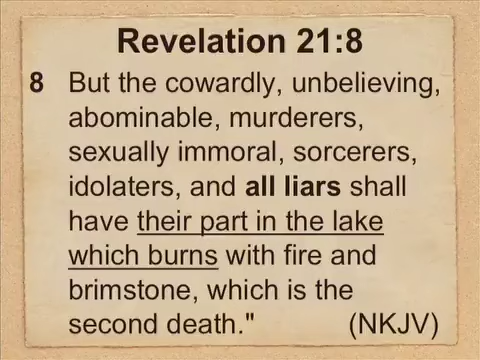 Revelation 21:8
8 But the cowardly, unbelieving,
abominable, murderers,
sexually immoral, sorcerers,
idolaters, and all liars shall
have their part in the lake
which burns with fire and
brimstone, which is the
second death." (NKJV)